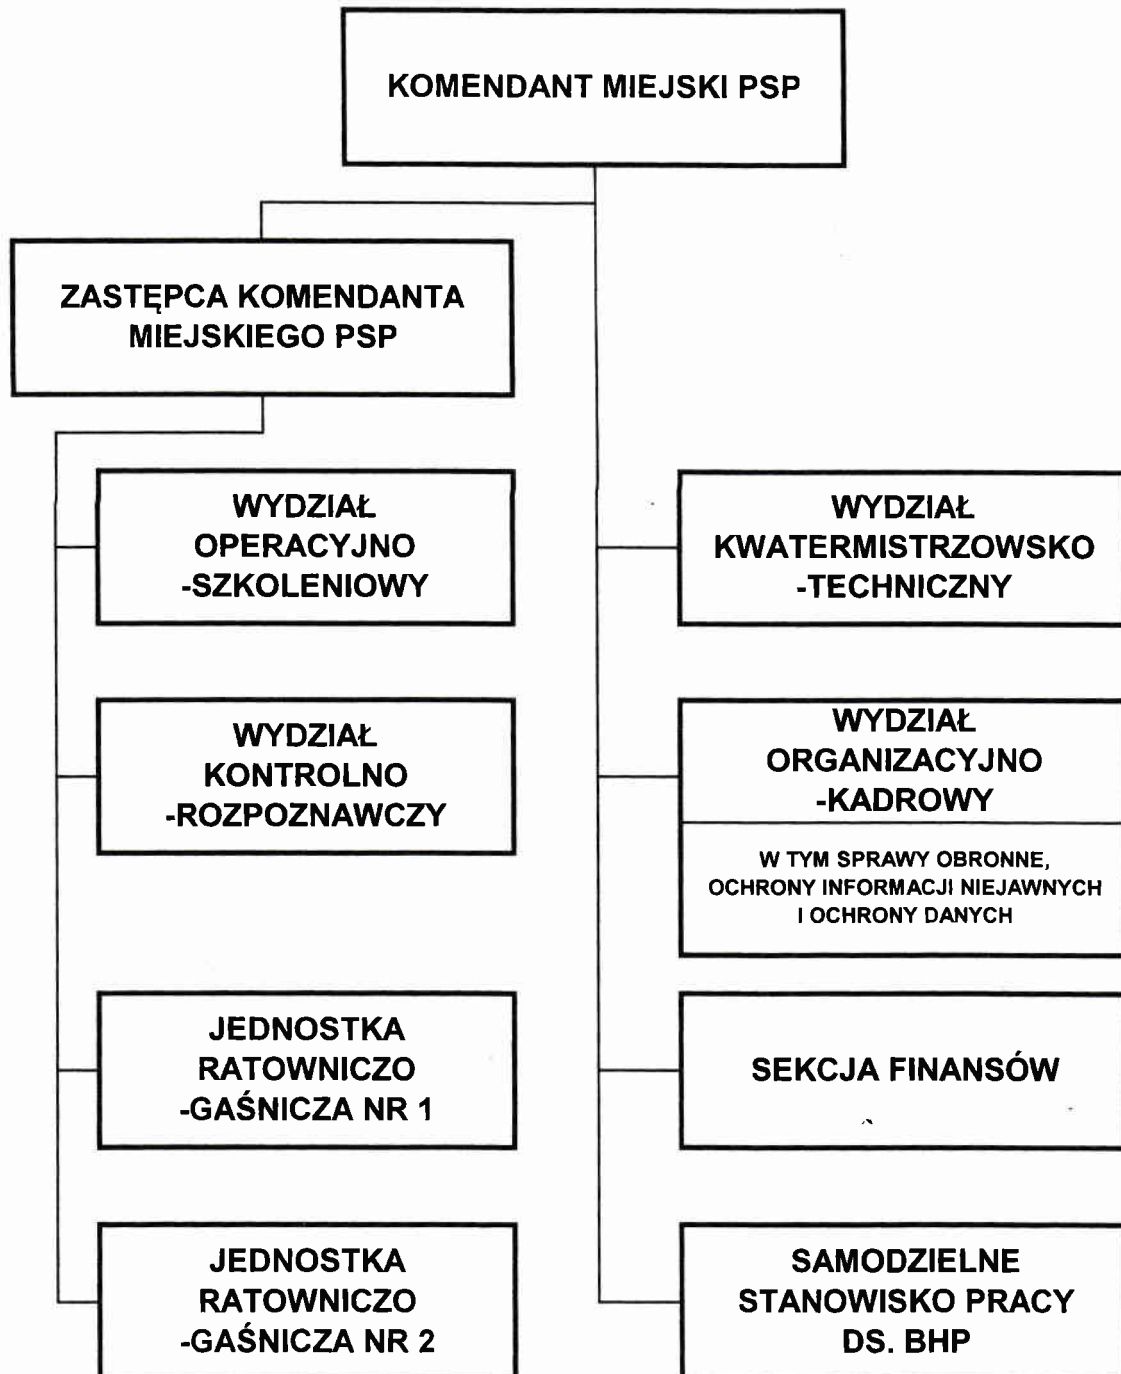 KOMENDANT MIEJSKI PSP
ZASTĘPCA KOMENDANTA
MIEJSKIEGO PSP
WYDZIAŁ
OPERACYJNO
-SZKOLENIOWY
WYDZIAŁ
KWATERMISTRZOWSKO
-TECHNICZNY
WYDZIAŁ
KONTROLNO
-ROZPOZNAWCZY
WYDZIAŁ
ORGANIZACYJNO
-KADROWY
W TYM SPRAWY OBRONNE,
OCHRONY INFORMACJI NIEJAWNYCH
I OCHRONY DANYCH
JEDNOSTKA
RATOWNICZO
-GAŚNICZA NR 1
SEKCJA FINANSÓW
JEDNOSTKA
RATOWNICZO
-GAŚNICZA NR 2
SAMODZIELNE
STANOWISKO PRACY
DS. BHP